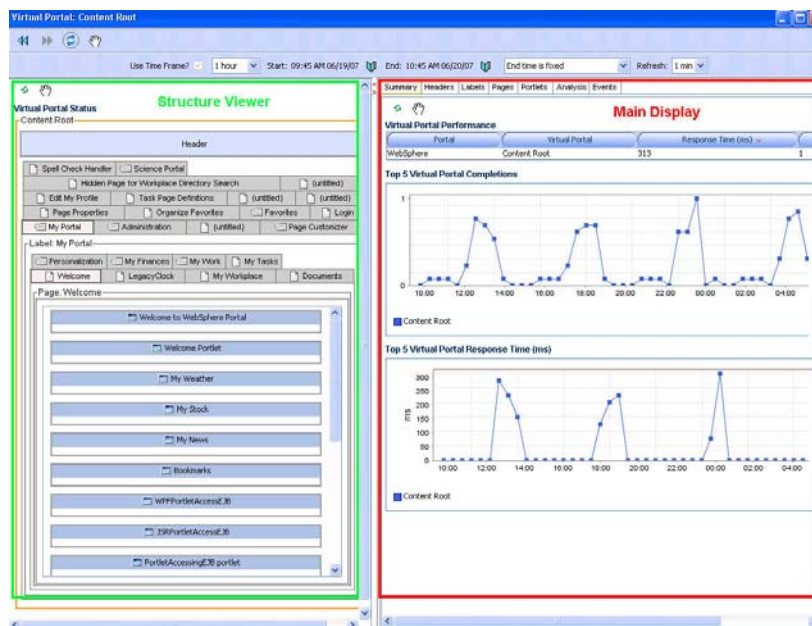 Virtual Portal: Content Root
Use Time Frame? 1 hour Start: 09:45 AM 06/19/07 End: 10:45 AM 06/20/07 End time is fixed Refresh: 1 min
Structure Viewer
Virtual Portal Status
Content Root
Header
Spell Check Handler Science Portal
Hidden Page for Workplace Directory Search (untitled)
Edit My Profile Task Page Definitions (untitled) (untitled)
Page Properties Organize Favorites Favorites Login
My Portal Administration (untitled) Page Customizer
Label: My Portal
Personalization My Finances My Work My Tasks
Welcome LegacyClock My Workplace Documents
Page: Welcome
Welcome to WebSphere Portal
Welcome Portlet
My Weather
My Stock
My News
Bookmarks
WPFPortletAccessEJB
JSRPortletAccessEJB
PortletAccessingEJB portlet
Summary Headers Labels Pages Portlets Analysis Events
Main Display
Virtual Portal Performance
Portal Virtual Portal Response Time (ms)
WebSphere Content Root 313 1
Top 5 Virtual Portal Completions
1
0
10:00 12:00 14:00 16:00 18:00 20:00 22:00 00:00 02:00 04:00
Content Root
Top 5 Virtual Portal Response Time (ms)
300
250
200
150
100
50
0
ms
10:00 12:00 14:00 16:00 18:00 20:00 22:00 00:00 02:00 04:00
Content Root